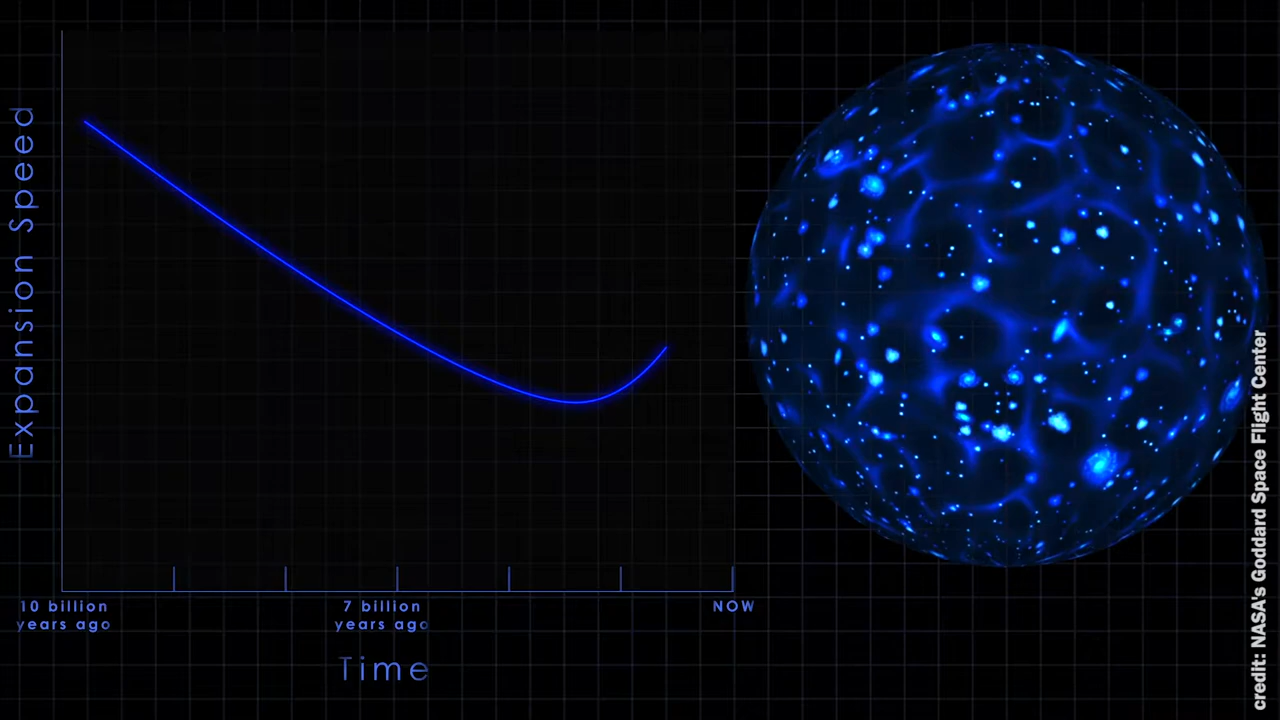 Expansion Speed
10 billion
years ago
7 billion
years ago
NOW
Time
credit: NASA's Goddard Space Flight Center